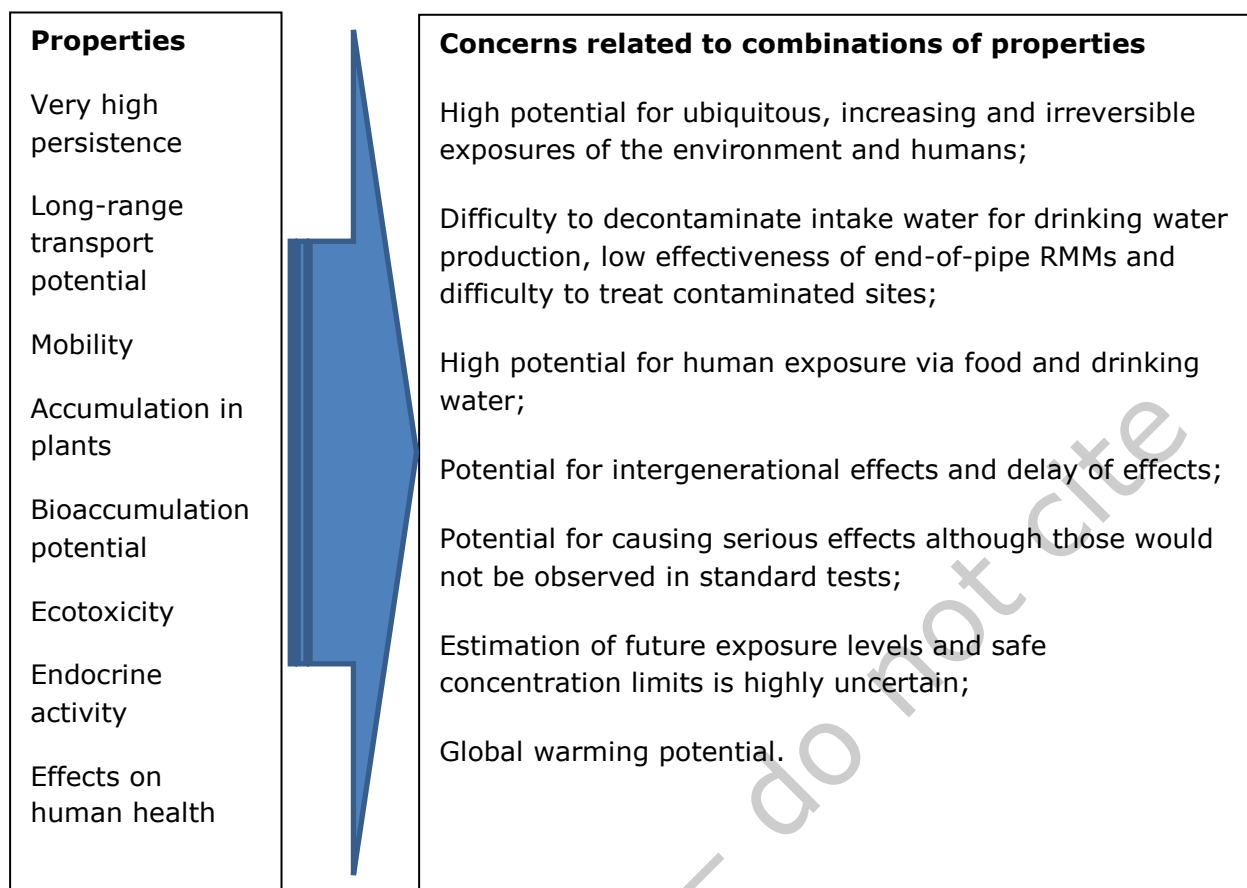 Properties
Very high
persistence
Long-range
transport
potential
Mobility
Accumulation in
plants
Bioaccumulation
potential
Ecotoxicity
Endocrine
activity
Effects on
human health
Concerns related to combinations of properties
High potential for ubiquitous, increasing and irreversible
exposures of the environment and humans;
Difficulty to decontaminate intake water for drinking water
production, low effectiveness of end-of-pipe RMMs and
difficulty to treat contaminated sites;
High potential for human exposure via food and drinking
water;
Potential for intergenerational effects and delay of effects;
Potential for causing serious effects although those would
not be observed in standard tests;
Estimation of future exposure levels and safe
concentration limits is highly uncertain;
Global warming potential.
– do not cite